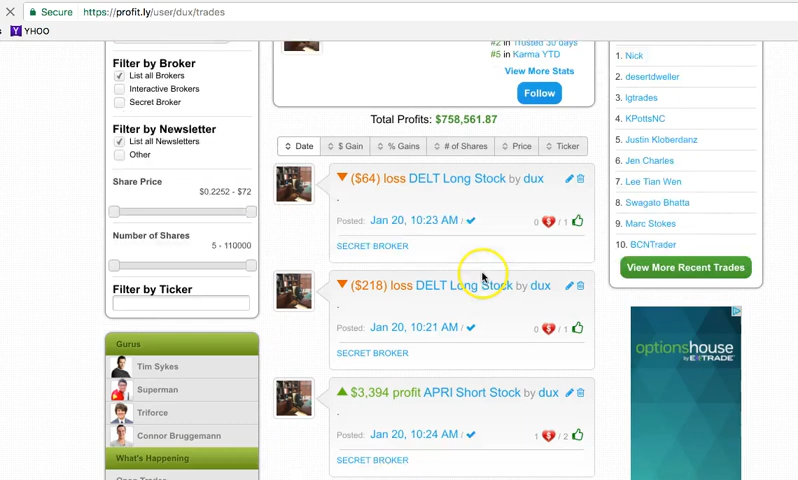 Secure https://profit.ly/user/dux/trades
YHOO
Filter by Broker
List all Brokers
Interactive Brokers
Secret Broker
Filter by Newsletter
List all Newsletters
Other
Share Price
$0.2252 - $72
Number of Shares
5 - 110000
Filter by Ticker
Gurus
Tim Sykes
Superman
Triforce
Connor Bruggemann
What's Happening
#2 in Trusted 30 days
#5 in Karma YTD
View More Stats
Follow
Total Profits: $758,561.87
Date $ Gain % Gains # of Shares Price Ticker
($64) loss DELT Long Stock by dux
.
Posted: Jan 20, 10:23 AM / 0 / 1
SECRET BROKER
($218) loss DELT Long Stock by dux
.
Posted: Jan 20, 10:21 AM / 0 / 1
SECRET BROKER
$3,394 profit APRI Short Stock by dux
.
Posted: Jan 20, 10:24 AM / 1 / 2
SECRET BROKER
1. Nick
2. desertdweller
3. lgtrades
4. KPottsNC
5. Justin Kloberdanz
6. Jen Charles
7. Lee Tian Wen
8. Swagato Bhatta
9. Marc Stokes
10. BCNTrader
View More Recent Trades
optionshouse
by E*TRADE